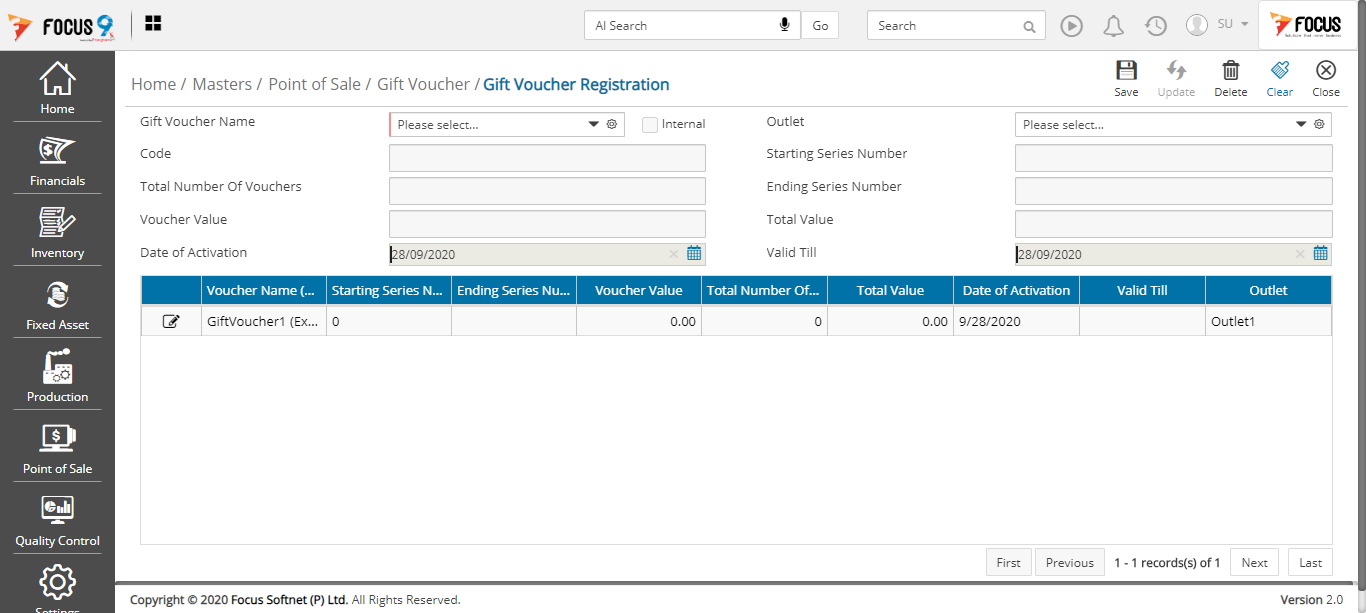 FOCUS 9
AI Search
Go
Search
SU
FOCUS
Home
Financials
Inventory
Fixed Asset
Production
Point of Sale
Quality Control
Settings
Home / Masters / Point of Sale / Gift Voucher / Gift Voucher Registration
Save
Update
Delete
Clear
Close
Gift Voucher Name
Please select...
Internal
Outlet
Please select...
Code
Starting Series Number
Total Number Of Vouchers
Ending Series Number
Voucher Value
Total Value
Date of Activation
28/09/2020
Valid Till
28/09/2020
Voucher Name (... Starting Series N... Ending Series Nu... Voucher Value Total Number Of... Total Value Date of Activation Valid Till Outlet
GiftVoucher1 (Ex... 0 0.00 0 0.00 9/28/2020 Outlet1
First Previous 1 - 1 records(s) of 1 Next Last
Copyright © 2020 Focus Softnet (P) Ltd. All Rights Reserved.
Version 2.0